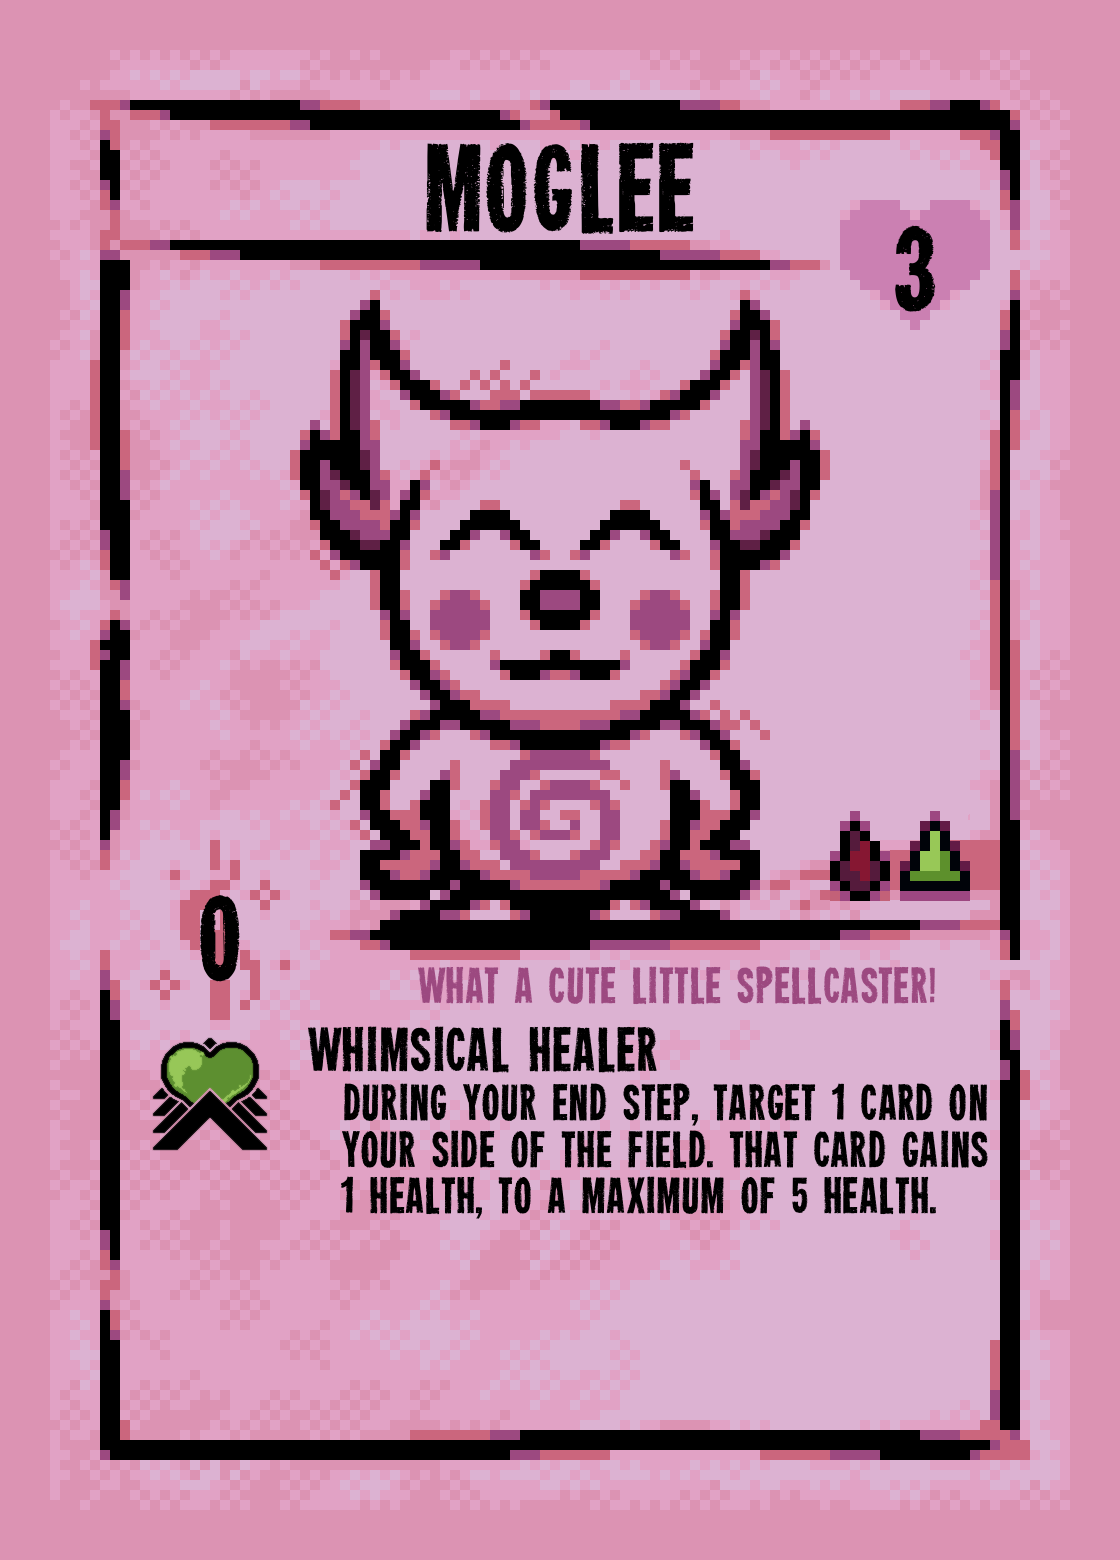 MOGLEE
3
0
WHAT A CUTE LITTLE SPELLCASTER!
WHIMSICAL HEALER
DURING YOUR END STEP, TARGET 1 CARD ON
YOUR SIDE OF THE FIELD. THAT CARD GAINS
1 HEALTH, TO A MAXIMUM OF 5 HEALTH.